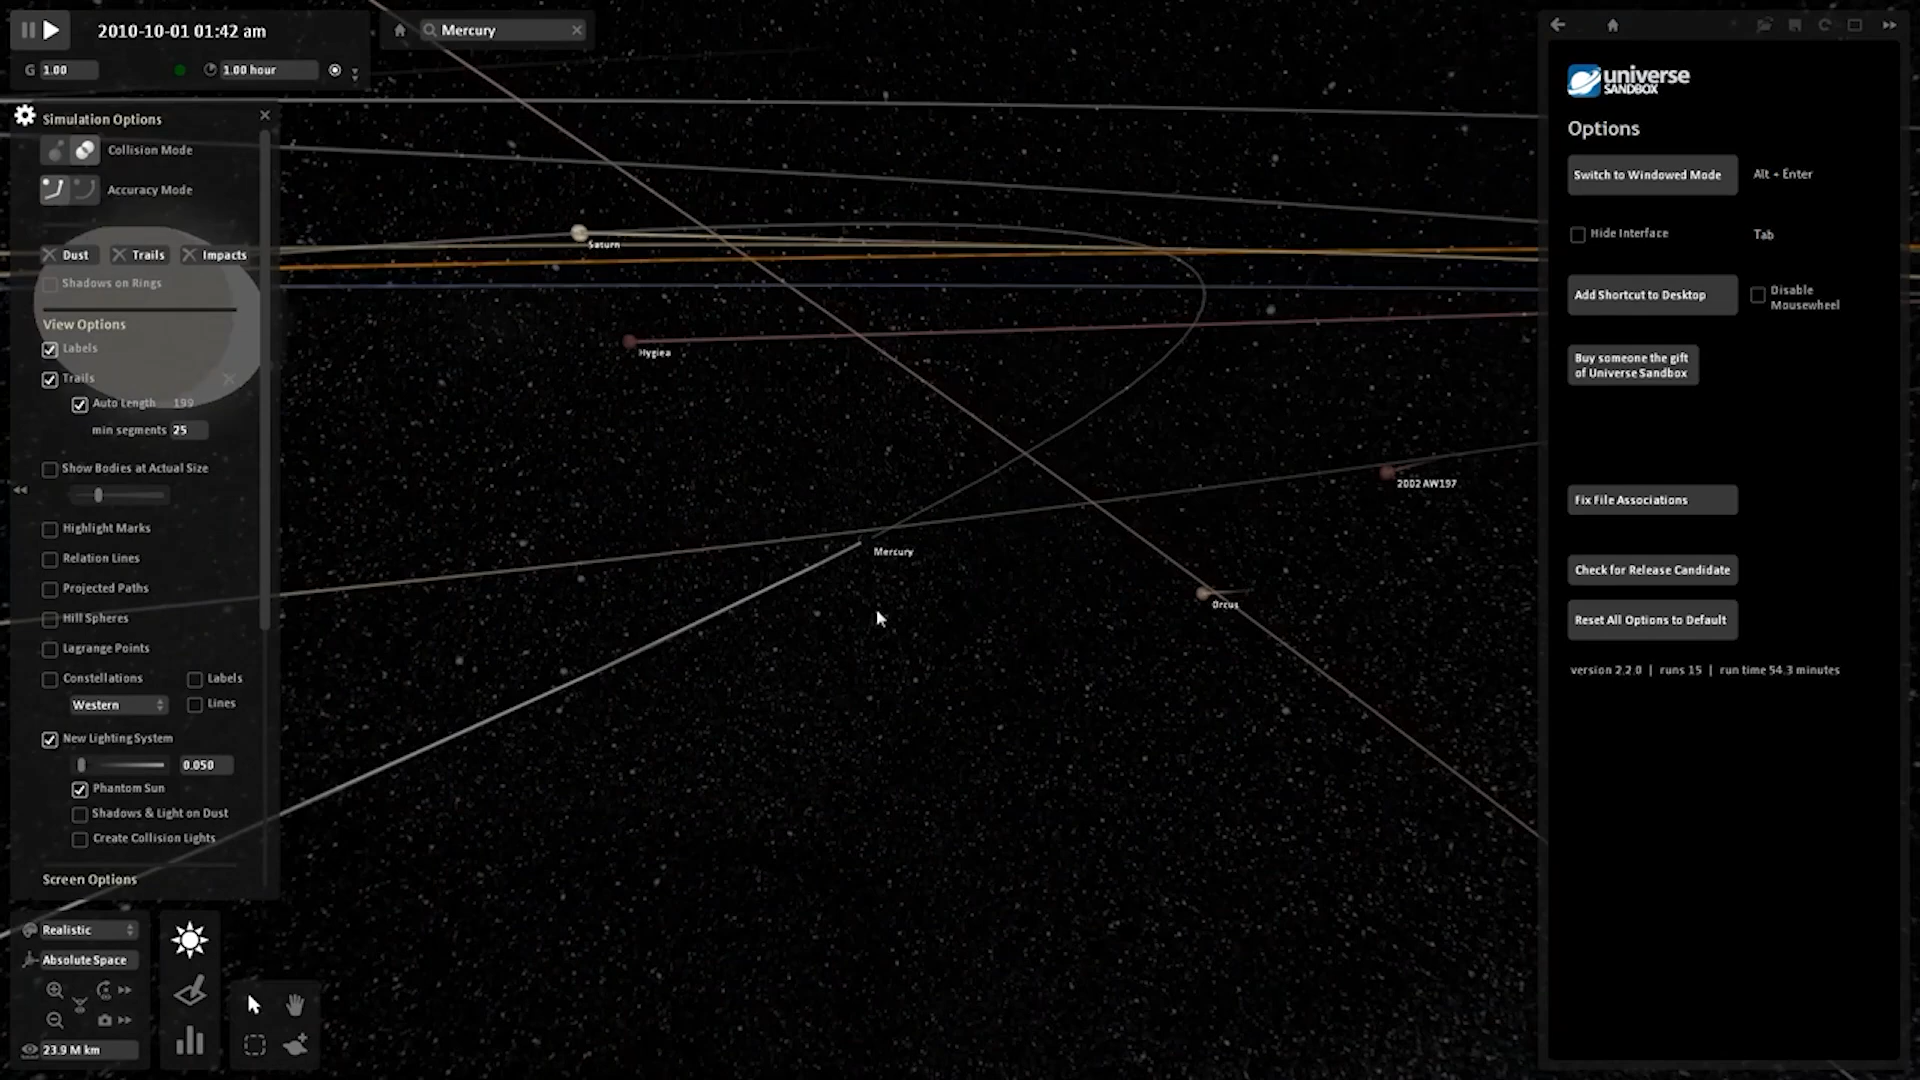 2010-10-01 01:42 am
Mercury
G 1.00
1.00 hour
Simulation Options
Collision Mode
Accuracy Mode
Dust
Trails
Impacts
Shadows on Rings
View Options
Labels
Trails
Auto Length 199
min segments 25
Show Bodies at Actual Size
Highlight Marks
Relation Lines
Projected Paths
Hill Spheres
Lagrange Points
Constellations
Labels
Western
Lines
New Lighting System
0.050
Phantom Sun
Shadows & Light on Dust
Create Collision Lights
Screen Options
Realistic
Absolute Space
23.9 M km
Saturn
Hygiea
2002 AW197
Mercury
Orcus
universe
SANDBOX
Options
Switch to Windowed Mode
Alt + Enter
Hide Interface
Tab
Add Shortcut to Desktop
Disable
Mousewheel
Buy someone the gift
of Universe Sandbox
Fix File Associations
Check for Release Candidate
Reset All Options to Default
version 2.2.0 | runs 15 | run time 54.3 minutes